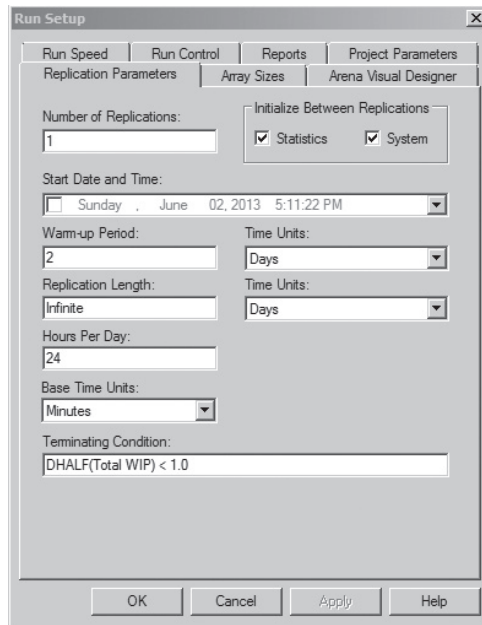 Run Setup
Run Speed Run Control Reports Project Parameters
Replication Parameters Array Sizes Arena Visual Designer
Number of Replications:
1
Initialize Between Replications
Statistics System
Start Date and Time:
Sunday , June 02, 2013 5:11:22 PM
Warm-up Period: Time Units:
2 Days
Replication Length: Time Units:
Infinite Days
Hours Per Day:
24
Base Time Units:
Minutes
Terminating Condition:
DHALF(Total WIP) < 1.0
OK Cancel Apply Help